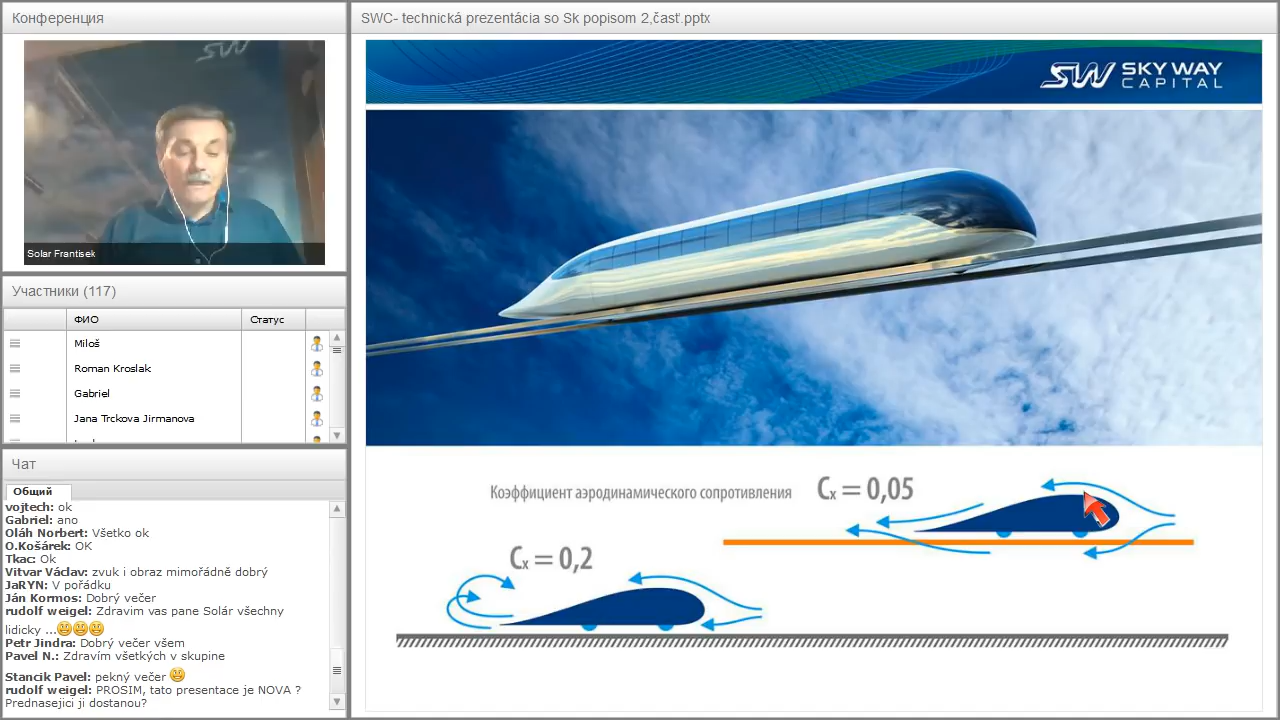 Конференция
SW
Solar Frantisek
Участники (117)
ФИО Статус
Miloš
Roman Kroslak
Gabriel
Jana Trckova Jirmanova
Чат
Общий
vojtech: ok
Gabriel: ano
Oláh Norbert: Všetko ok
O.Košárek: OK
Tkac: Ok
Vitvar Václav: zvuk i obraz mimořádně dobrý
JaRYN: V pořádku
Ján Kormos: Dobrý večer
rudolf weigel: Zdravim vas pane Solár všechny
lidicky ...
Petr Jindra: Dobrý večer všem
Pavel N.: Zdravím všetkých v skupine
Stancik Pavel: pekný večer
rudolf weigel: PROSIM, tato presentace je NOVA ?
Prednasejici ji dostanou?
SWC- technická prezentácia so Sk popisom 2,časť.pptx
SW SKY WAY
CAPITAL
Коэффициент аэродинамического сопротивления Cx = 0,05
Cx = 0,2